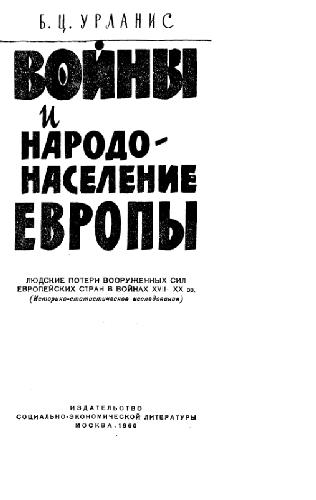 Б. Ц. УРЛАНИС
ВОЙНЫ
И
НАРОДО-
НАСЕЛЕНИЕ
ЕВРОПЫ
ЛЮДСКИЕ ПОТЕРИ ВООРУЖЕННЫХ СИЛ
ЕВРОПЕЙСКИХ СТРАН В ВОЙНАХ XVII—XX вв.
(Историко-статистическое исследование)
ИЗДАТЕЛЬСТВО
СОЦИАЛЬНО-ЭКОНОМИЧЕСКОЙ ЛИТЕРАТУРЫ
МОСКВА, 1960